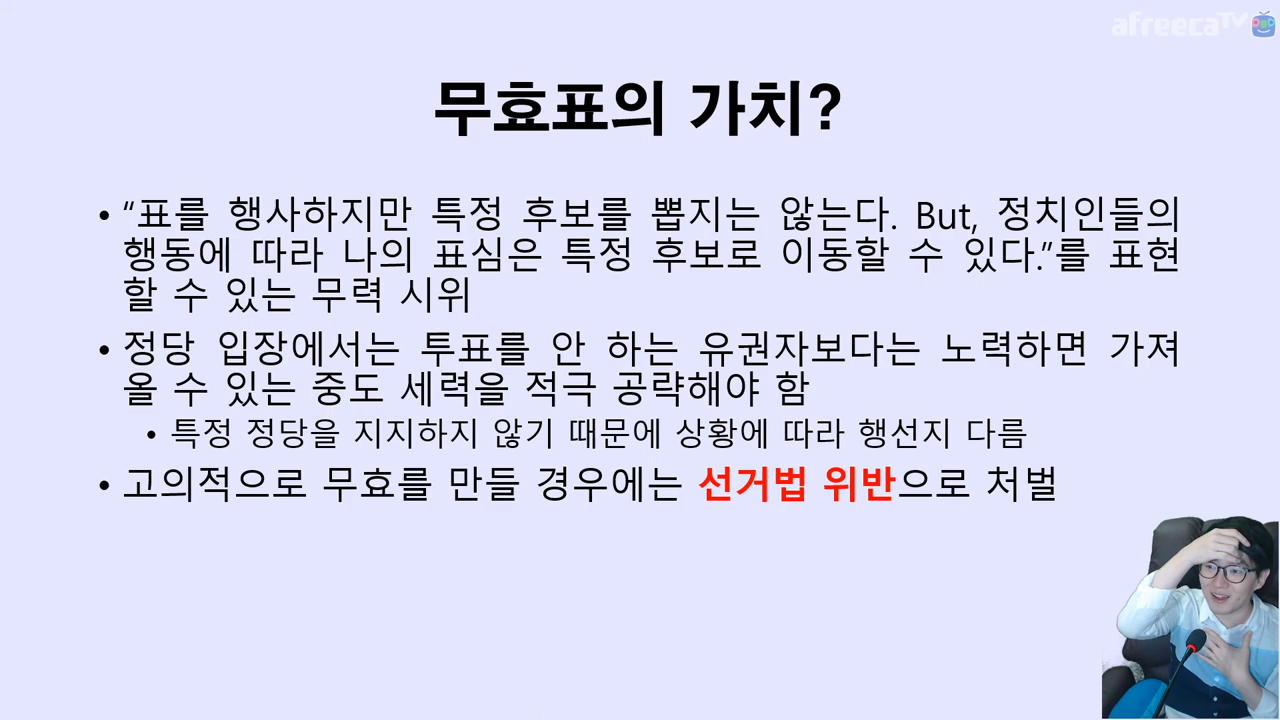 afreecaTV
무효표의 가치?
• “표를 행사하지만 특정 후보를 뽑지는 않는다. But, 정치인들의
행동에 따라 나의 표심은 특정 후보로 이동할 수 있다.”를 표현
할 수 있는 무력 시위
• 정당 입장에서는 투표를 안 하는 유권자보다는 노력하면 가져
올 수 있는 중도 세력을 적극 공략해야 함
• 특정 정당을 지지하지 않기 때문에 상황에 따라 행선지 다름
• 고의적으로 무효를 만들 경우에는 선거법 위반으로 처벌